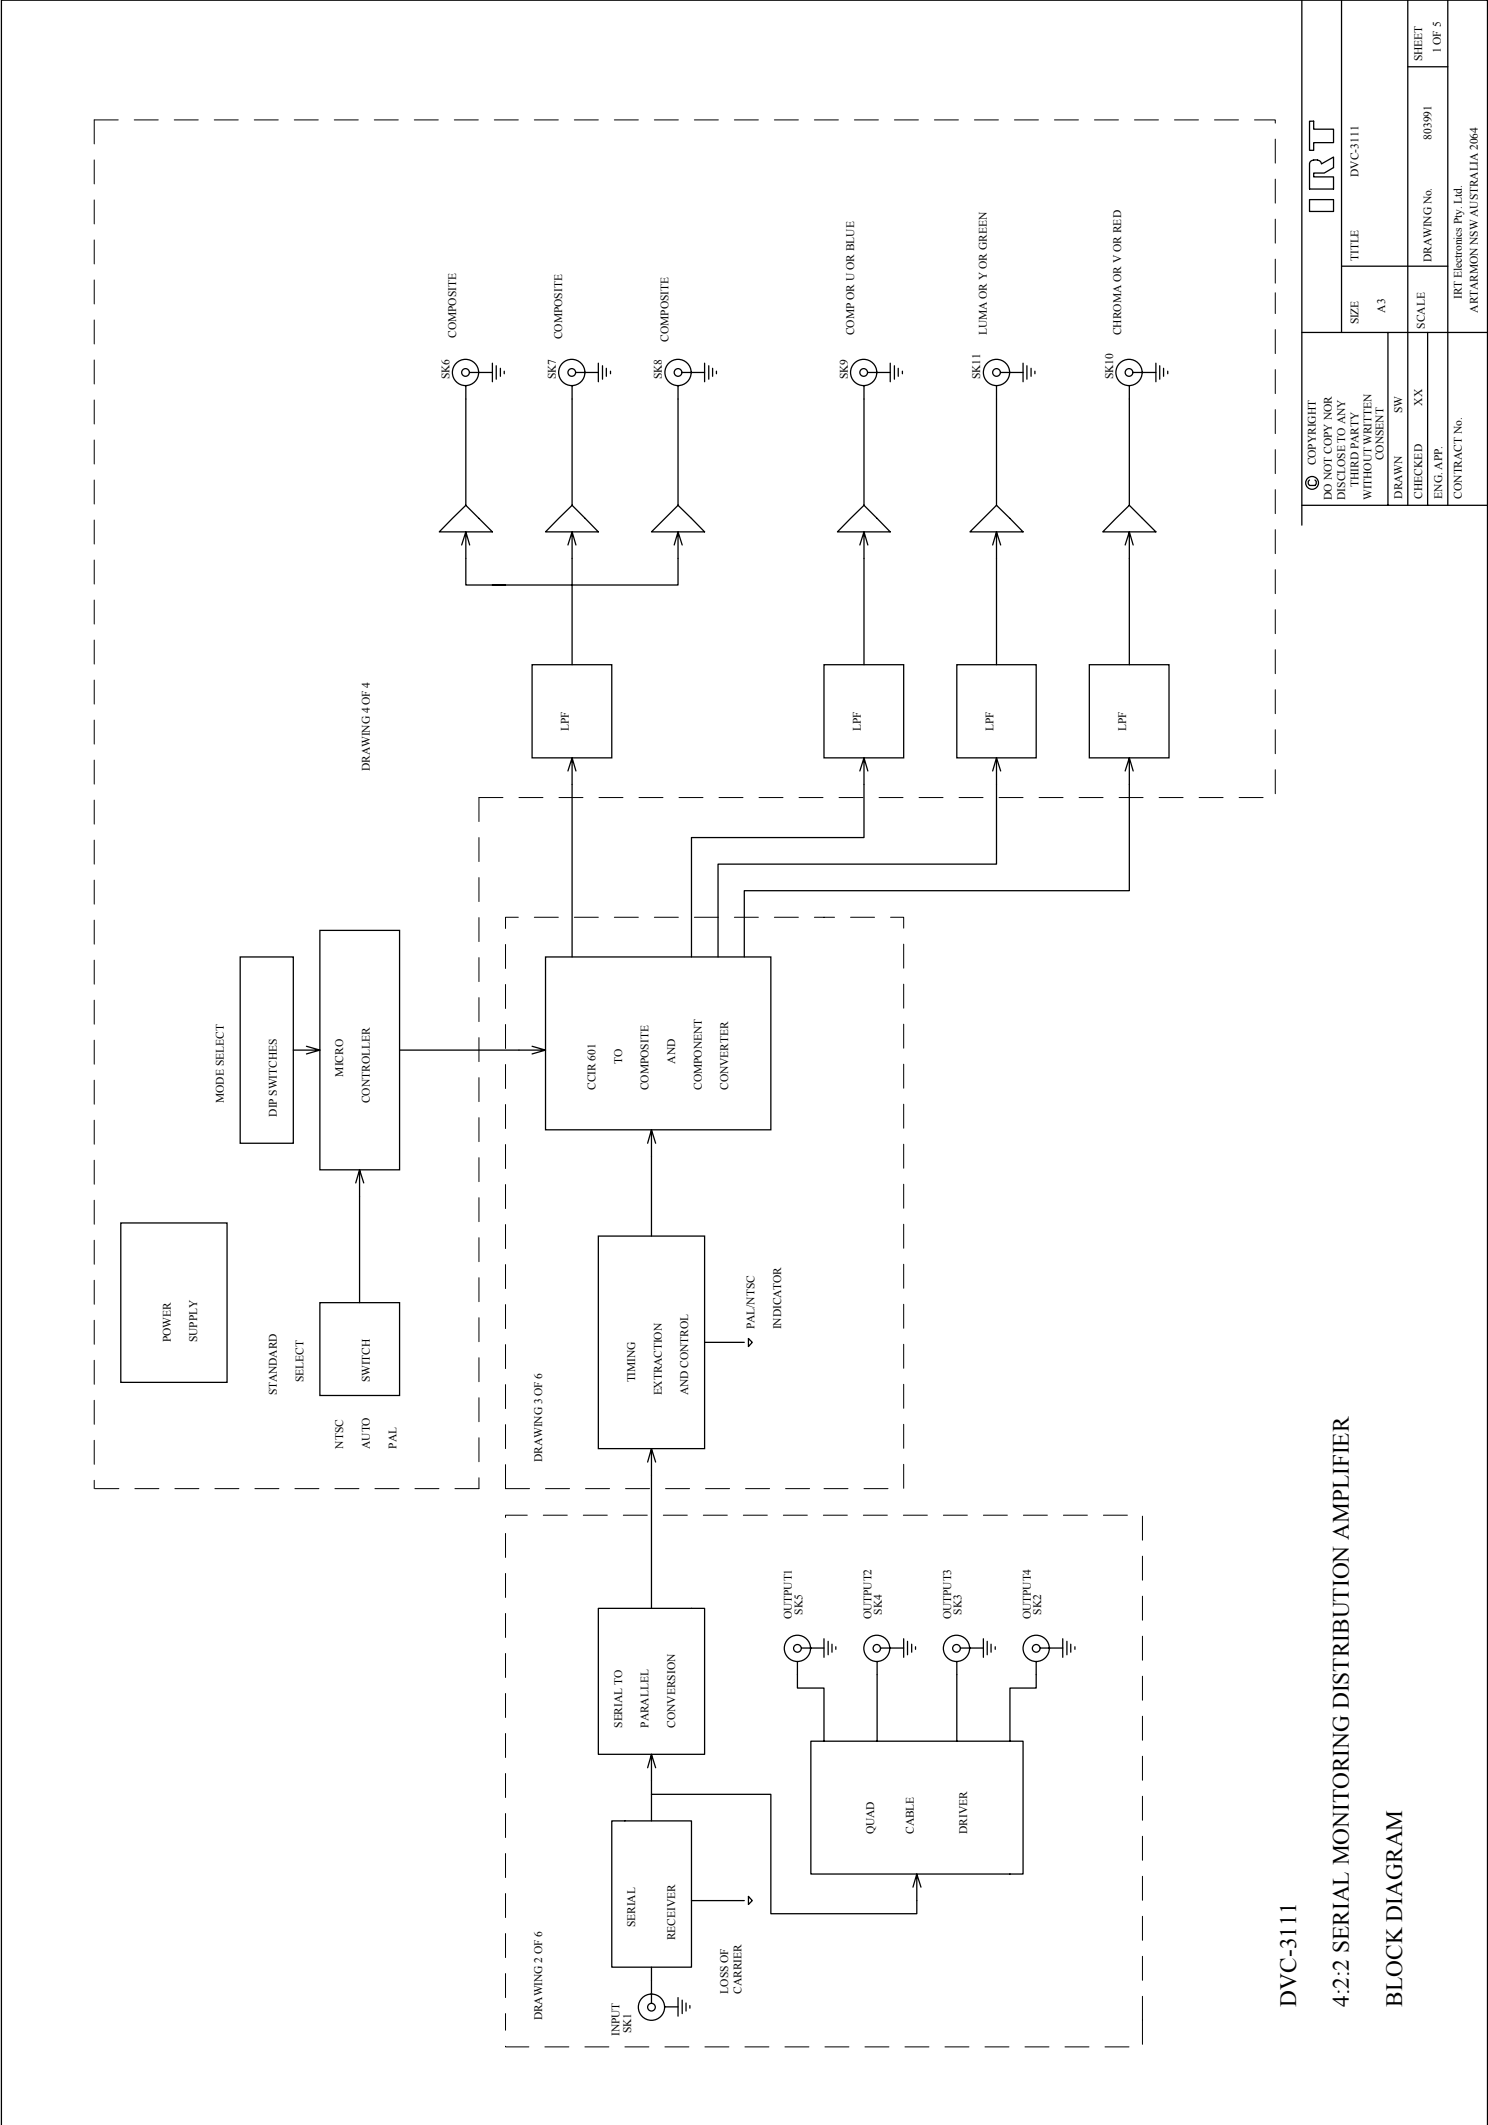 POWER
SUPPLY
MODE SELECT
DIP SWITCHES
STANDARD
SELECT
NTSC
AUTO
PAL
SWITCH
MICRO
CONTROLLER
DRAWING 4 OF 4
LPF
SK6
COMPOSITE
SK7
COMPOSITE
SK8
COMPOSITE
LPF
SK9
COMP OR U OR BLUE
LPF
SK11
LUMA OR Y OR GREEN
LPF
SK10
CHROMA OR V OR RED
DRAWING 3 OF 6
TIMING
EXTRACTION
AND CONTROL
PAL/NTSC
INDICATOR
CCIR 601
TO
COMPOSITE
AND
COMPONENT
CONVERTER
DRAWING 2 OF 6
INPUT
SK1
SERIAL
RECEIVER
LOSS OF
CARRIER
SERIAL TO
PARALLEL
CONVERSION
QUAD
CABLE
DRIVER
OUTPUT1
SK5
OUTPUT2
SK4
OUTPUT3
SK3
OUTPUT4
SK2
DVC-3111
4:2:2 SERIAL MONITORING DISTRIBUTION AMPLIFIER
BLOCK DIAGRAM
© COPYRIGHT
DO NOT COPY NOR
DISCLOSE TO ANY
THIRD PARTY
WITHOUT WRITTEN
CONSENT
DRAWN SW
CHECKED XX
ENG. APP.
CONTRACT No.
IRT
SIZE
A3
TITLE DVC-3111
SCALE
DRAWING No. 803991
SHEET
1 OF 5
IRT Electronics Pty. Ltd.
ARTARMON NSW AUSTRALIA 2064